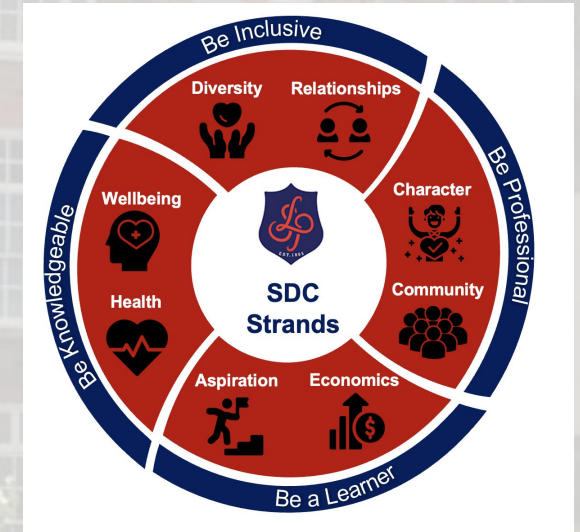 Be Inclusive
Diversity
Relationships
Be Professional
Character
Community
Be a Learner
Economics
Aspiration
Be Knowledgeable
Health
Wellbeing
SDC
Strands